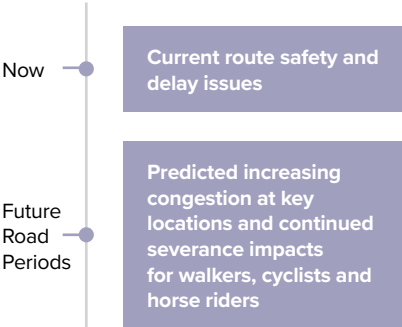 Now
Current route safety and
delay issues
Future
Road
Periods
Predicted increasing
congestion at key
locations and continued
severance impacts
for walkers, cyclists and
horse riders